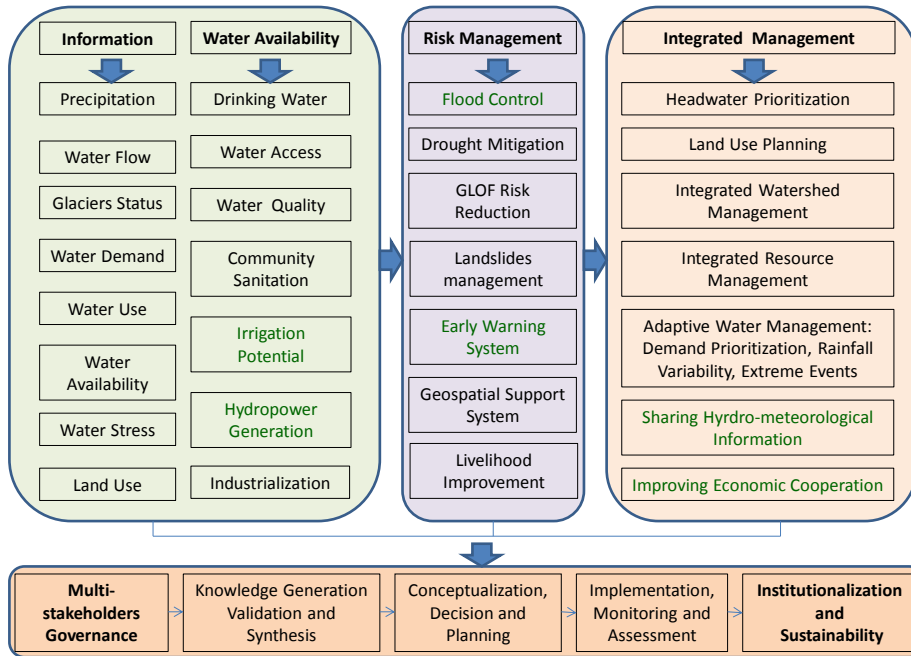 Information
Precipitation
Water Flow
Glaciers Status
Water Demand
Water Use
Water
Availability
Water Stress
Land Use
Water Availability
Drinking Water
Water Access
Water Quality
Community
Sanitation
Irrigation
Potential
Hydropower
Generation
Industrialization
Risk Management
Flood Control
Drought Mitigation
GLOF Risk
Reduction
Landslides
management
Early Warning
System
Geospatial Support
System
Livelihood
Improvement
Integrated Management
Headwater Prioritization
Land Use Planning
Integrated Watershed
Management
Integrated Resource
Management
Adaptive Water Management:
Demand Prioritization, Rainfall
Variability, Extreme Events
Sharing Hyrdro-meteorological
Information
Improving Economic Cooperation
Multi-
stakeholders
Governance
Knowledge Generation
Validation and
Synthesis
Conceptualization,
Decision and
Planning
Implementation,
Monitoring and
Assessment
Institutionalization
and
Sustainability